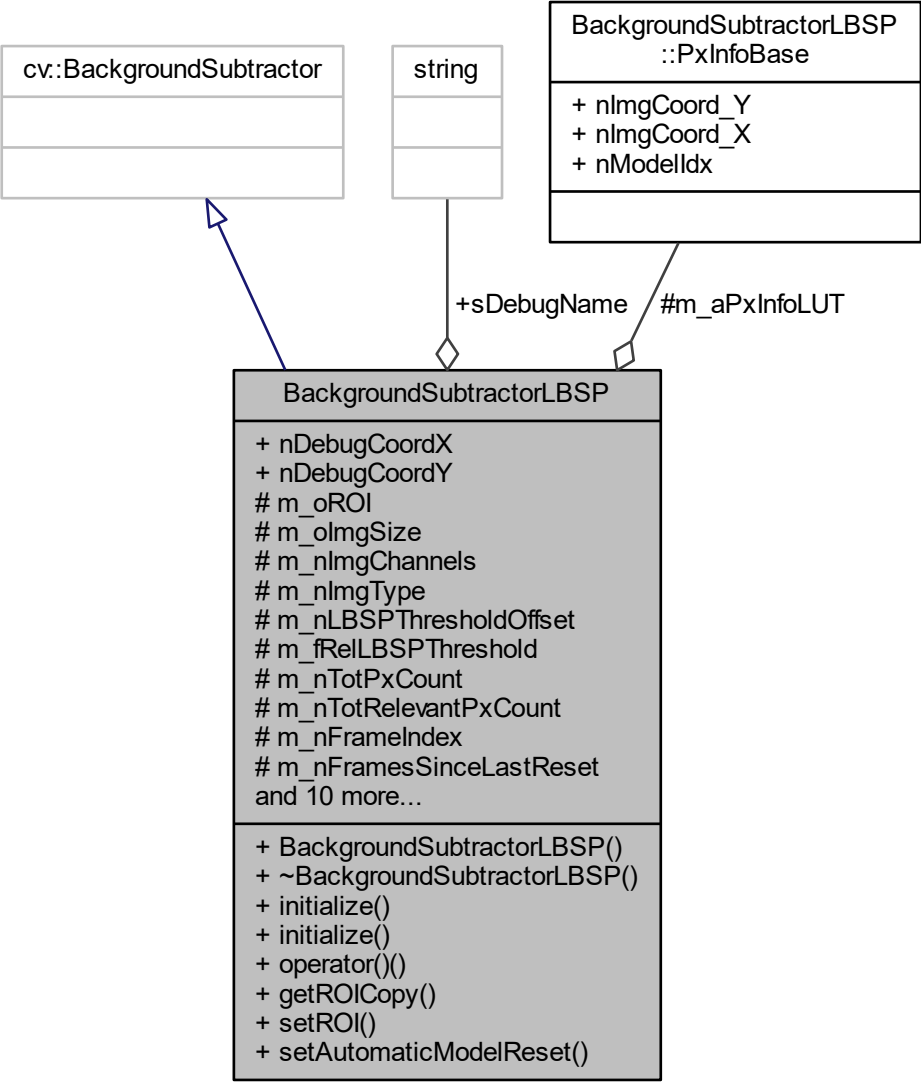 cv::BackgroundSubtractor
string
BackgroundSubtractorLBSP
::PxInfoBase
+ nImgCoord_Y
+ nImgCoord_X
+ nModelIdx
+sDebugName
#m_aPxInfoLUT
BackgroundSubtractorLBSP
+ nDebugCoordX
+ nDebugCoordY
# m_oROI
# m_oImgSize
# m_nImgChannels
# m_nImgType
# m_nLBSPThresholdOffset
# m_fRelLBSPThreshold
# m_nTotPxCount
# m_nTotRelevantPxCount
# m_nFrameIndex
# m_nFramesSinceLastReset
and 10 more...
+ BackgroundSubtractorLBSP()
+ ~BackgroundSubtractorLBSP()
+ initialize()
+ initialize()
+ operator()()
+ getROICopy()
+ setROI()
+ setAutomaticModelReset()